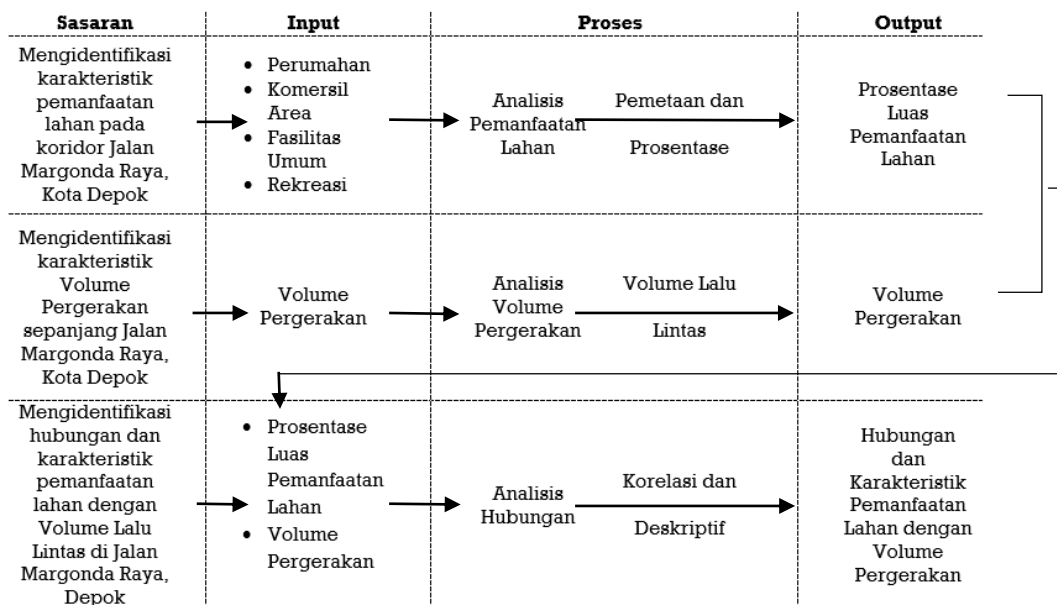 Sasaran
Input
Proses
Output
Mengidentifikasi
karakteristik
pemanfaatan
lahan pada
koridor Jalan
Margonda Raya,
Kota Depok
• Perumahan
• Komersil
Area
• Fasilitas
Umum
• Rekreasi
Analisis
Pemanfaatan
Lahan
Pemetaan dan
Prosentase
Prosentase
Luas
Pemanfaatan
Lahan
Mengidentifikasi
karakteristik
Volume
Pergerakan
sepanjang Jalan
Margonda Raya,
Kota Depok
Volume
Pergerakan
Analisis
Volume
Pergerakan
Volume Lalu
Lintas
Volume
Pergerakan
Mengidentifikasi
hubungan dan
karakteristik
pemanfaatan
lahan dengan
Volume Lalu
Lintas di Jalan
Margonda Raya,
Depok
• Prosentase
Luas
Pemanfaatan
Lahan
• Volume
Pergerakan
Analisis
Hubungan
Korelasi dan
Deskriptif
Hubungan
dan
Karakteristik
Pemanfaatan
Lahan dengan
Volume
Pergerakan